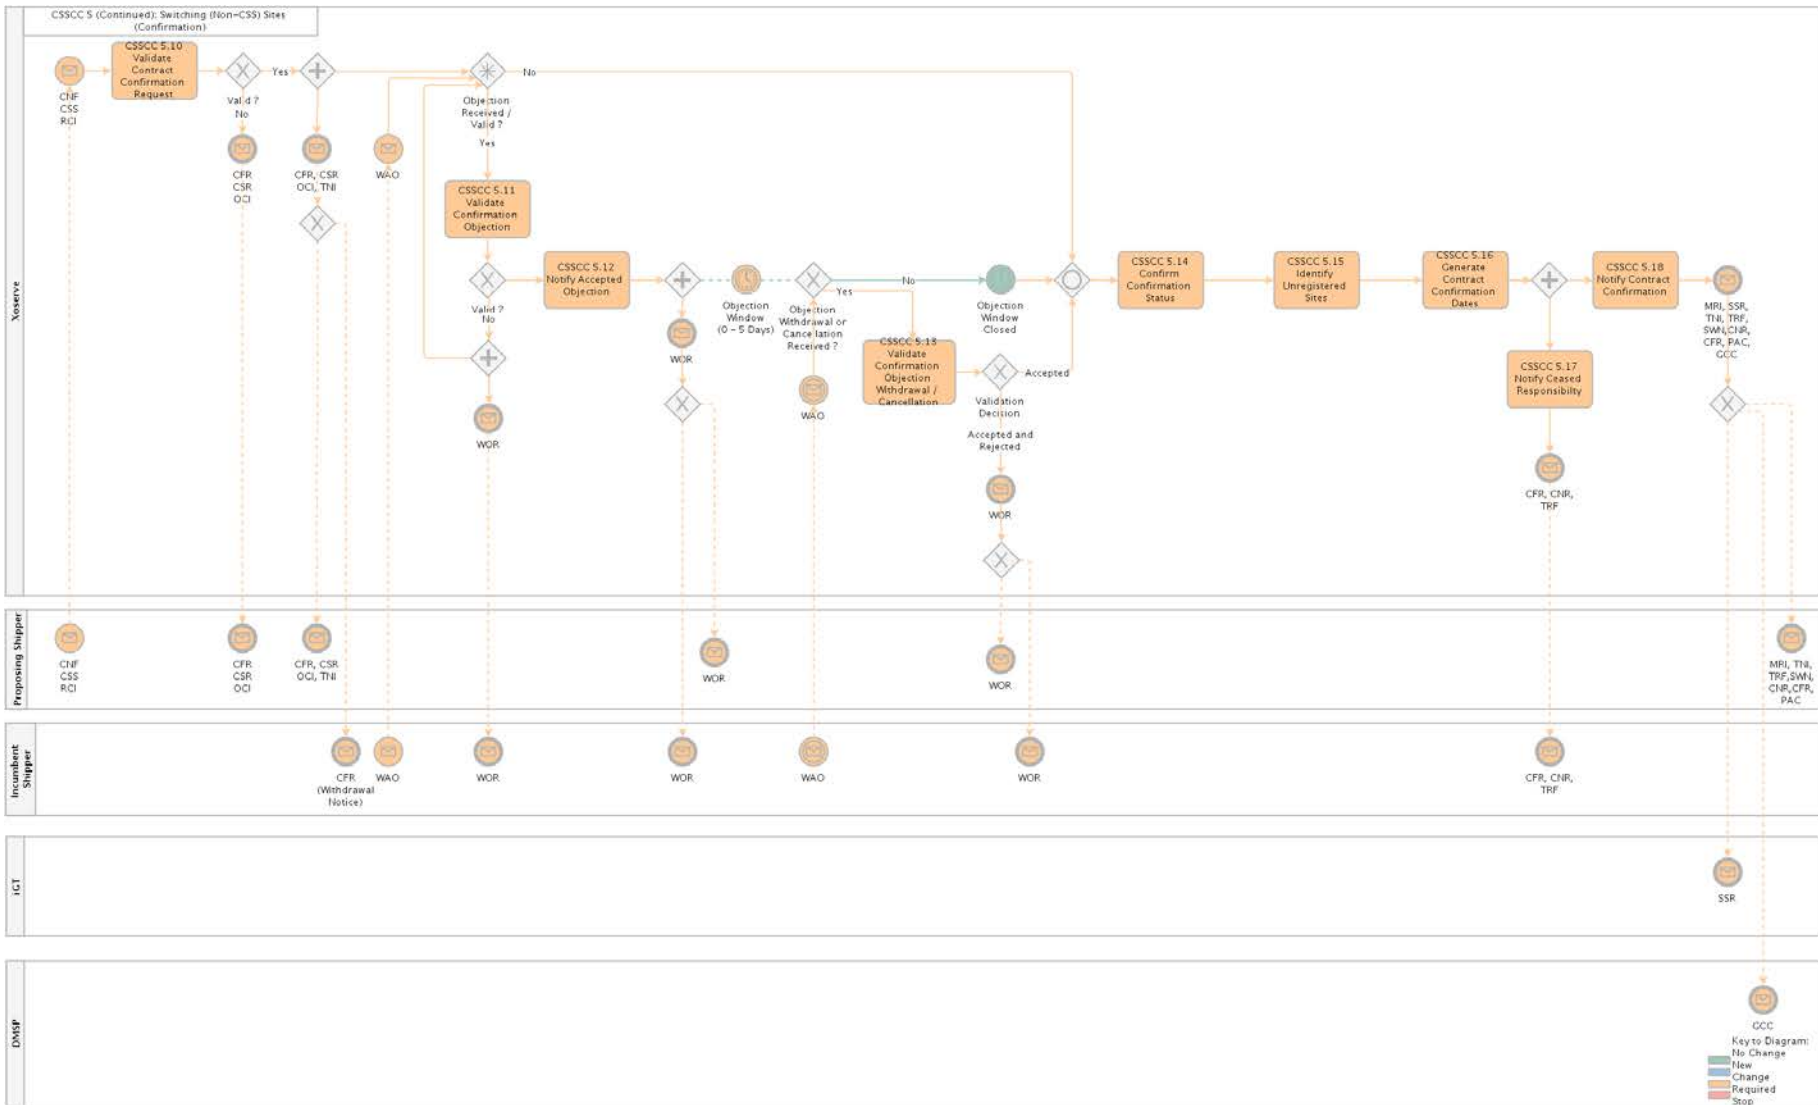 CSSCC 5 (Continued): Switching (Non-CSS) Sites
(Confirmation)
Xoserve
CNF
CSS
RCI
CSSCC 5.10
Validate
Contract
Confirmation
Request
Valid ?
No
Yes
CFR
CSR
OCI
CFR, CSR
OCI, TNI
WAO
Objection
Received /
Valid ?
No
Yes
CSSCC 5.11
Validate
Confirmation
Objection
Valid ?
No
WOR
CSSCC 5.12
Notify Accepted
Objection
WOR
Objection
Window
(0 - 5 Days)
Objection
Withdrawal or
Cancellation
Received ?
No
Yes
WAO
CSSCC 5.13
Validate
Confirmation
Objection
Withdrawal /
Cancellation
Objection
Window
Closed
Accepted
Validation
Decision
Accepted and
Rejected
WOR
CSSCC 5.14
Confirm
Confirmation
Status
CSSCC 5.15
Identify
Unregistered
Sites
CSSCC 5.16
Generate
Contract
Confirmation
Dates
CSSCC 5.17
Notify Ceased
Responsibilty
CFR, CNR,
TRF
CSSCC 5.18
Notify Contract
Confirmation
MRI, SSR,
TNI, TRF,
SWN,CNR,
CFR, PAC,
GCC
Proposing Shipper
CNF
CSS
RCI
CFR
CSR
OCI
CFR, CSR
OCI, TNI
WOR
WOR
MRI, TNI,
TRF,SWN,
CNR,CFR,
PAC
Incumbent
Shipper
CFR
(Withdrawal
Notice)
WAO
WOR
WOR
WAO
WOR
CFR, CNR,
TRF
iGT
SSR
DMSP
GCC
Key to Diagram:
No Change
New
Change
Required
Stop